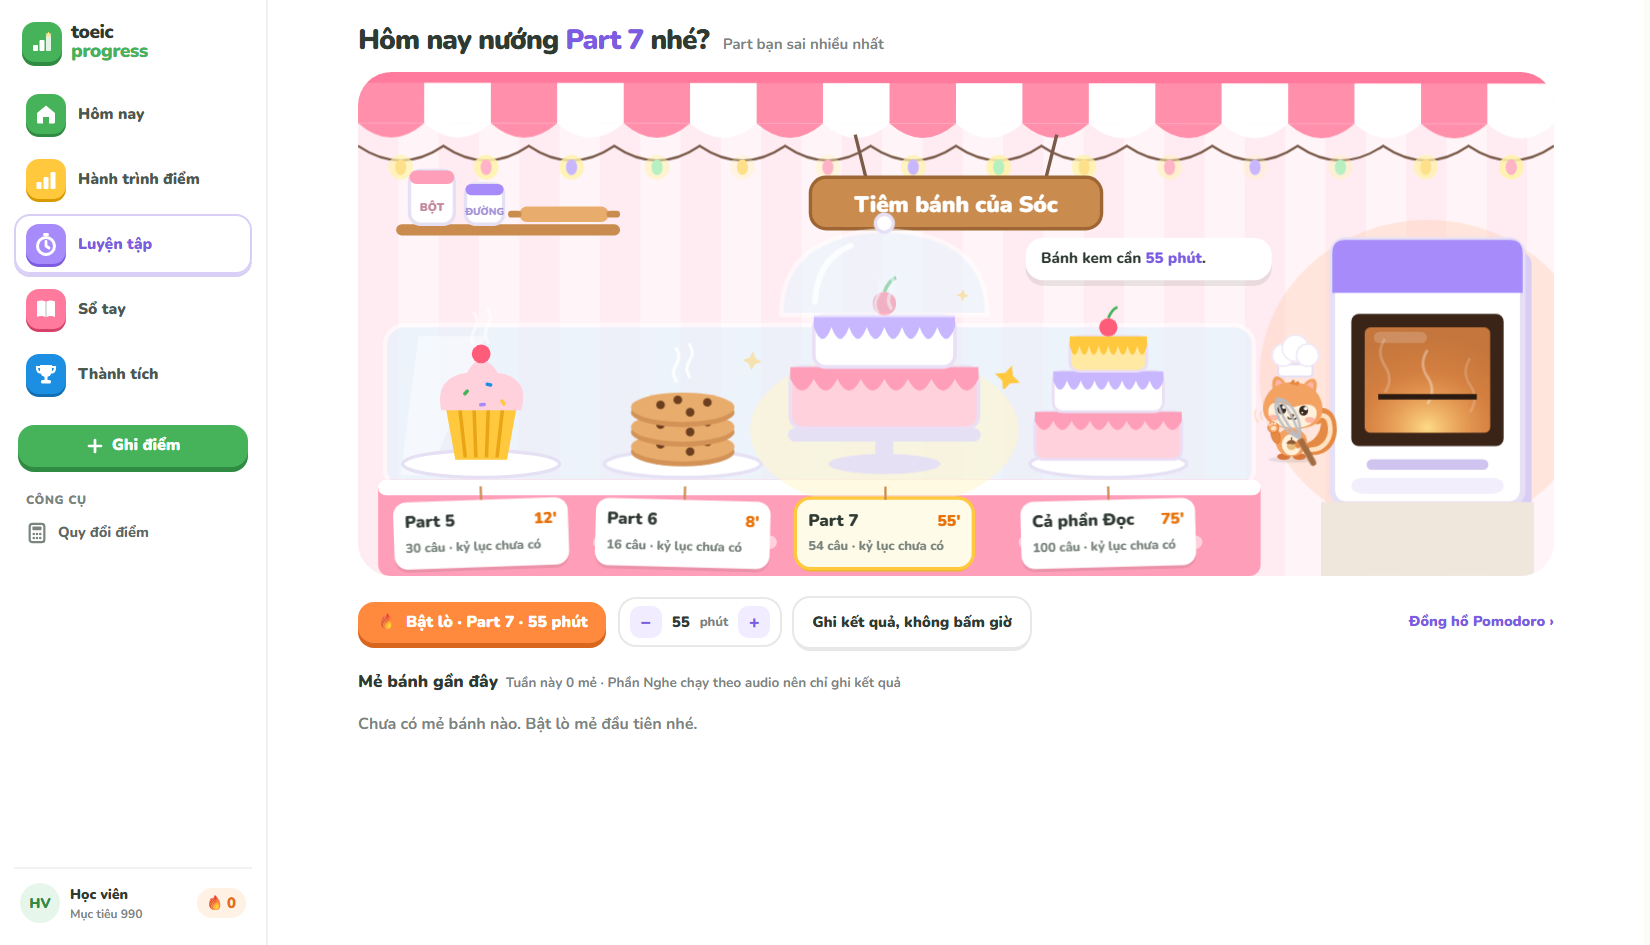 toeic
progress
Hôm nay
Hành trình điểm
Luyện tập
Sổ tay
Thành tích
+ Ghi điểm
CÔNG CỤ
Quy đổi điểm
HV
Học viên
Mục tiêu 990
0
Hôm nay nướng Part 7 nhé? Part bạn sai nhiều nhất
BỘT
ĐƯỜNG
Tiệm bánh của Sóc
Bánh kem cần 55 phút.
Part 5 12'
30 câu · kỷ lục chưa có
Part 6 8'
16 câu · kỷ lục chưa có
Part 7 55'
54 câu · kỷ lục chưa có
Cả phần Đọc 75'
100 câu · kỷ lục chưa có
Bật lò · Part 7 · 55 phút
− 55 phút +
Ghi kết quả, không bấm giờ
Đồng hồ Pomodoro ›
Mẻ bánh gần đây Tuần này 0 mẻ · Phần Nghe chạy theo audio nên chỉ ghi kết quả
Chưa có mẻ bánh nào. Bật lò mẻ đầu tiên nhé.